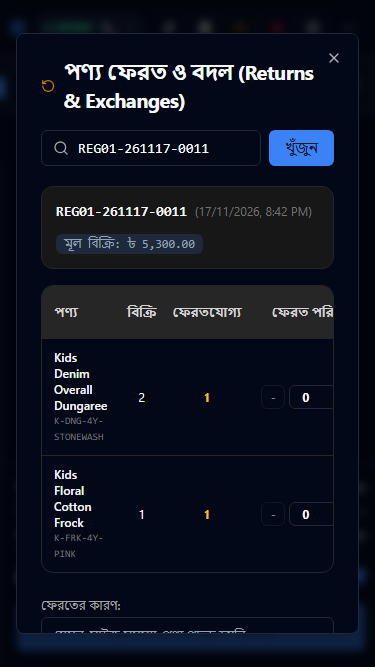 পণ্য ফেরত ও বদল (Returns
& Exchanges)
REG01-261117-0011
খুঁজুন
REG01-261117-0011 (17/11/2026, 8:42 PM)
মূল বিক্রি: ৳ 5,300.00
পণ্য বিক্রি ফেরতযোগ্য ফেরত পরি
Kids
Denim
Overall
Dungaree
K-DNG-4Y-
STONEWASH
2 1 - 0
Kids
Floral
Cotton
Frock
K-FRK-4Y-
PINK
1 1 - 0
ফেরতের কারণ: